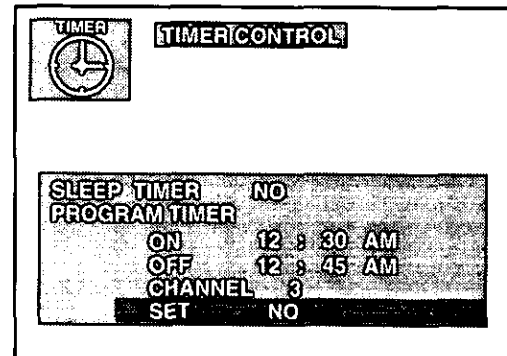 TIMER
TIMER CONTROL
SLEEP TIMER NO
PROGRAM TIMER
ON 12 : 30 AM
OFF 12 : 45 AM
CHANNEL 3
SET NO